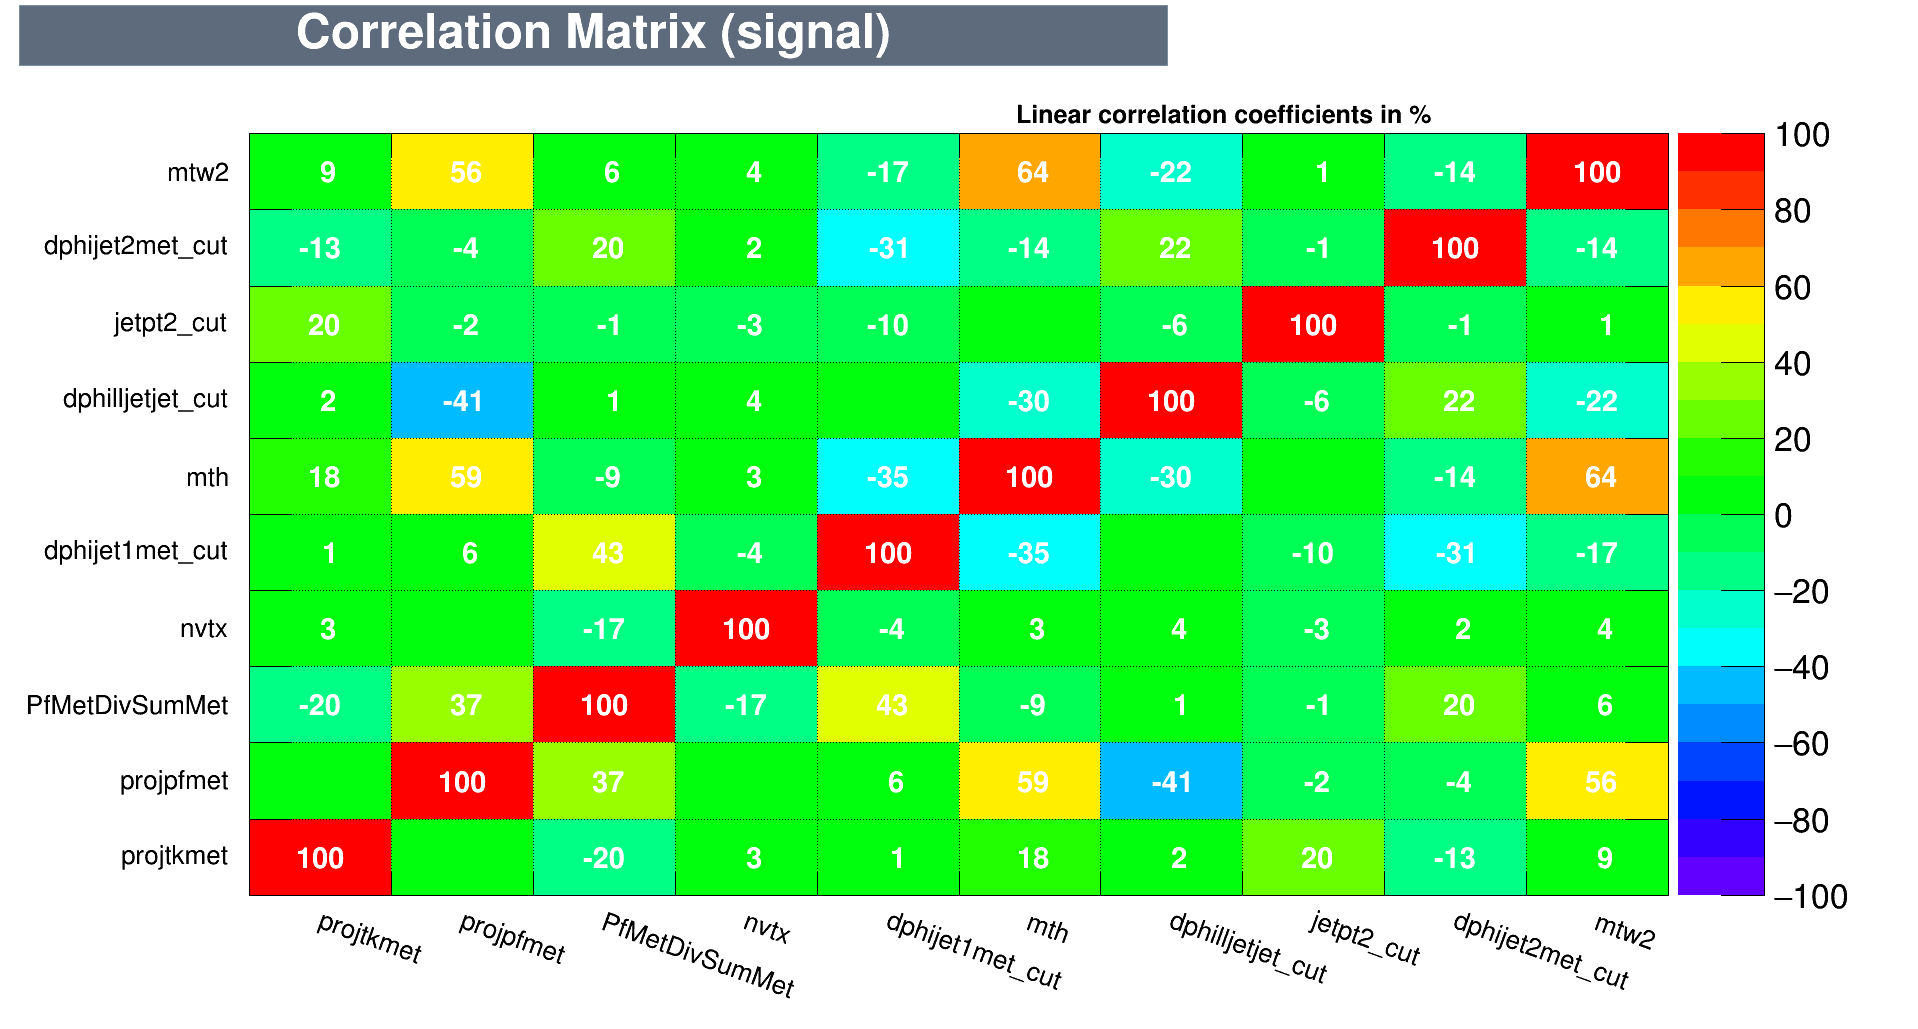 Correlation Matrix (signal)
Linear correlation coefficients in %
mtw2 9 56 6 4 -17 64 -22 1 -14 100
dphijet2met_cut -13 -4 20 2 -31 -14 22 -1 100 -14
jetpt2_cut 20 -2 -1 -3 -10 -6 100 -1 1
dphilljetjet_cut 2 -41 1 4 -30 100 -6 22 -22
mth 18 59 -9 3 -35 100 -30 -14 64
dphijet1met_cut 1 6 43 -4 100 -35 -10 -31 -17
nvtx 3 -17 100 -4 3 4 -3 2 4
PfMetDivSumMet -20 37 100 -17 43 -9 1 -1 20 6
projpfmet 100 37 6 59 -41 -2 -4 56
projtkmet 100 -20 3 1 18 2 20 -13 9
projtkmet projpfmet PfMetDivSumMet nvtx dphijet1met_cut mth dphilljetjet_cut jetpt2_cut dphijet2met_cut mtw2
100
80
60
40
20
0
−20
−40
−60
−80
−100